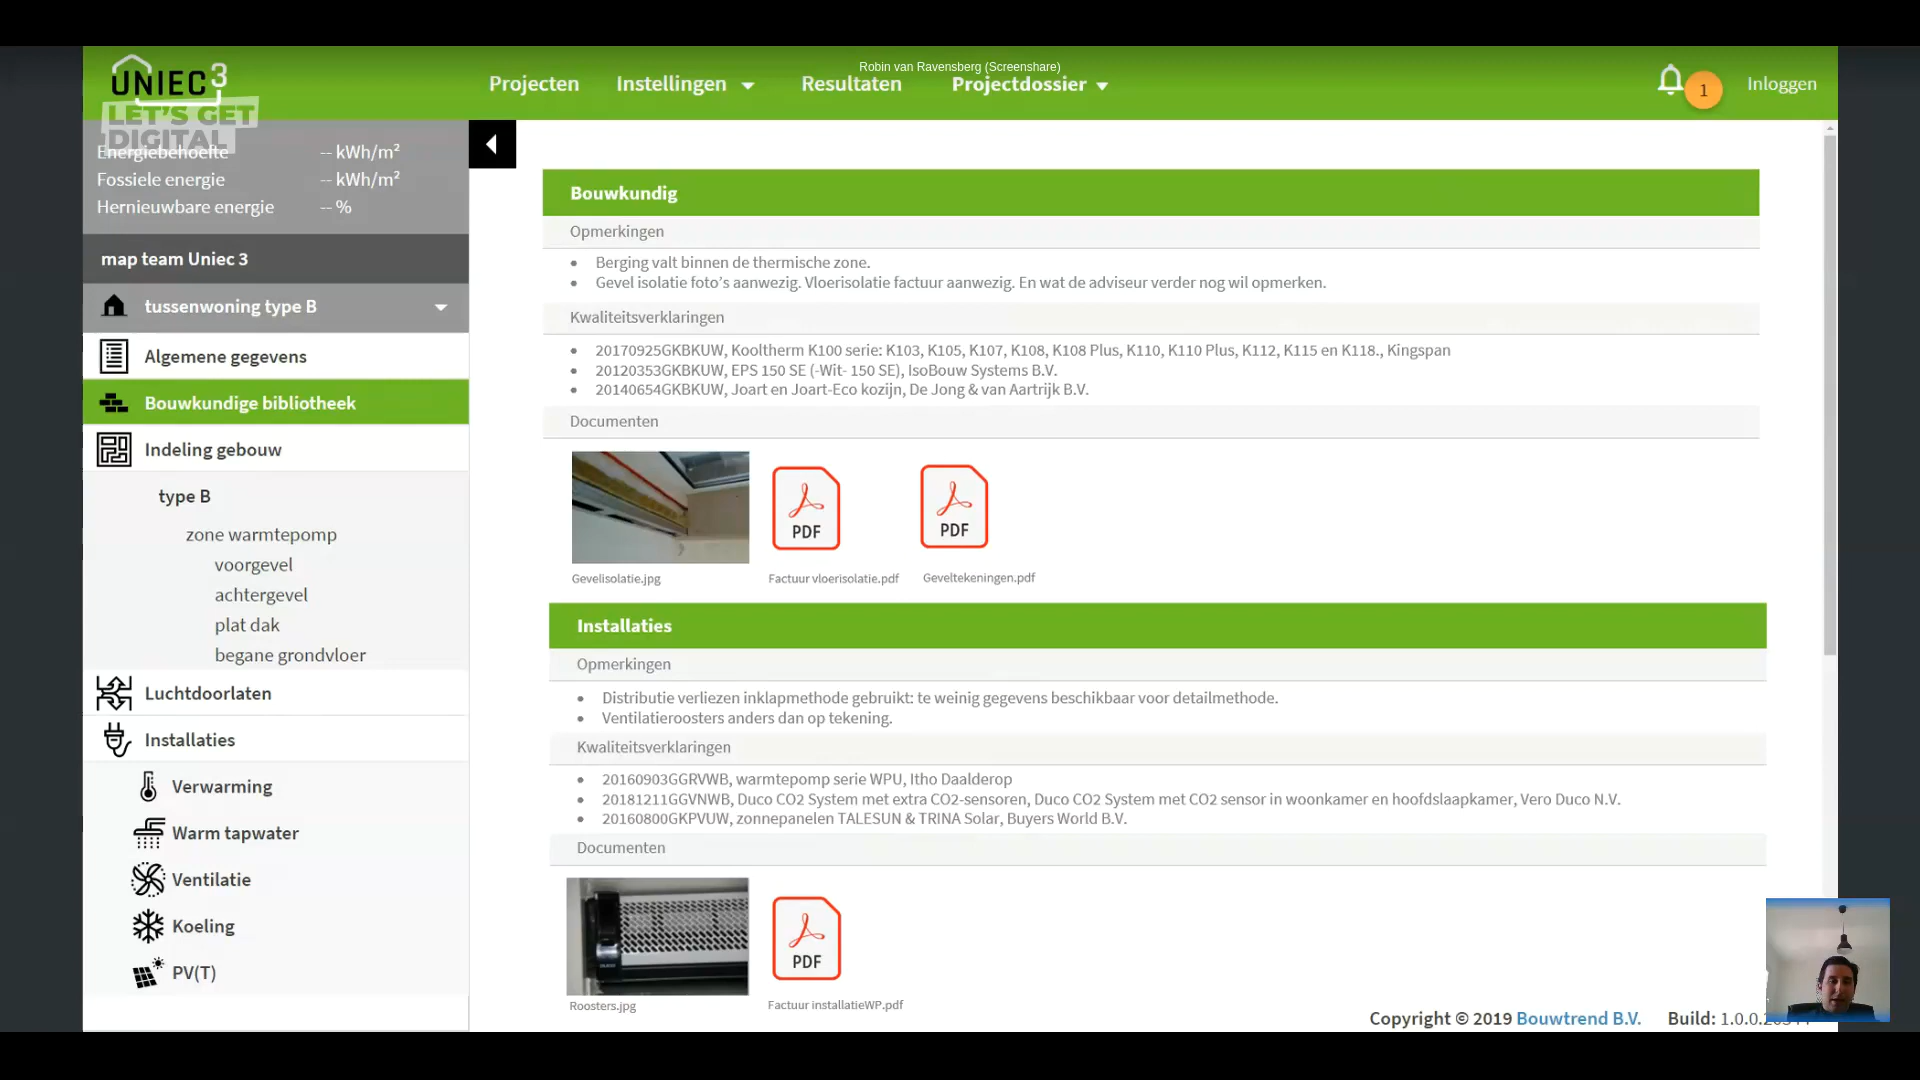 Robin van Ravensberg (Screenshare)
UNIEC 3
Projecten
Instellingen
Resultaten
Projectdossier
1
Inloggen
LET'S GET
DIGITAL
Energiebehoefte -- kWh/m²
Fossiele energie -- kWh/m²
Hernieuwbare energie -- %
map team Uniec 3
tussenwoning type B
Algemene gegevens
Bouwkundige bibliotheek
Indeling gebouw
type B
zone warmtepomp
voorgevel
achtergevel
plat dak
begane grondvloer
Luchtdoorlaten
Installaties
Verwarming
Warm tapwater
Ventilatie
Koeling
PV(T)
Bouwkundig
Opmerkingen
• Berging valt binnen de thermische zone.
• Gevel isolatie foto's aanwezig. Vloerisolatie factuur aanwezig. En wat de adviseur verder nog wil opmerken.
Kwaliteitsverklaringen
• 20170925GKBKUW, Kooltherm K100 serie: K103, K105, K107, K108, K108 Plus, K110, K110 Plus, K112, K115 en K118., Kingspan
• 20120353GKBKUW, EPS 150 SE (-Wit- 150 SE), IsoBouw Systems B.V.
• 20140654GKBKUW, Joart en Joart-Eco kozijn, De Jong & van Aartrijk B.V.
Documenten
PDF
PDF
Gevelisolatie.jpg
Factuur vloerisolatie.pdf
Geveltekeningen.pdf
Installaties
Opmerkingen
• Distributie verliezen inklapmethode gebruikt: te weinig gegevens beschikbaar voor detailmethode.
• Ventilatieroosters anders dan op tekening.
Kwaliteitsverklaringen
• 20160903GGRVWB, warmtepomp serie WPU, Itho Daalderop
• 20181211GGVNWB, Duco CO2 System met extra CO2-sensoren, Duco CO2 System met CO2 sensor in woonkamer en hoofdslaapkamer, Vero Duco N.V.
• 20160800GKPVUW, zonnepanelen TALESUN & TRINA Solar, Buyers World B.V.
Documenten
PDF
Roosters.jpg
Factuur installatieWP.pdf
Copyright © 2019 Bouwtrend B.V.
Build: 1.0.0.